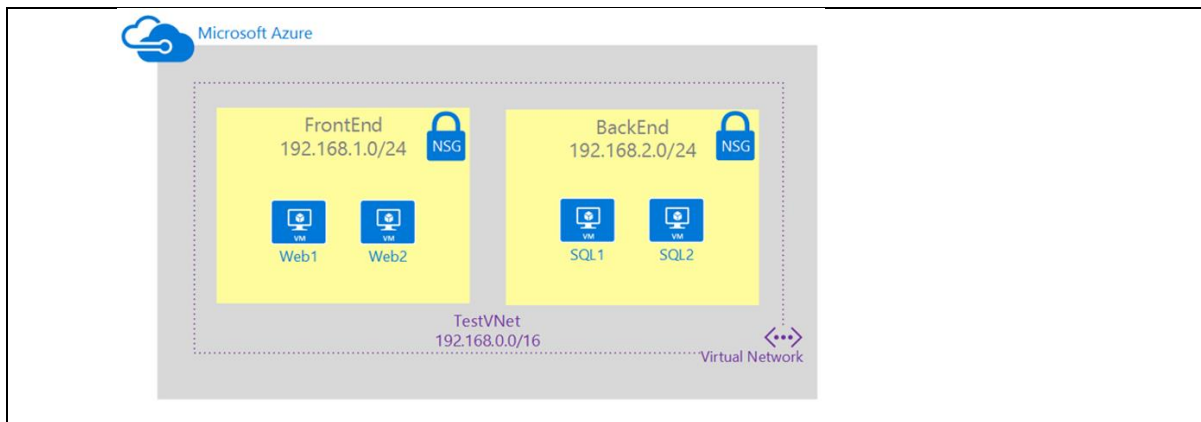 Microsoft Azure
FrontEnd
192.168.1.0/24
NSG
VM
Web1
VM
Web2
BackEnd
192.168.2.0/24
NSG
VM
SQL1
VM
SQL2
TestVNet
192.168.0.0/16
Virtual Network